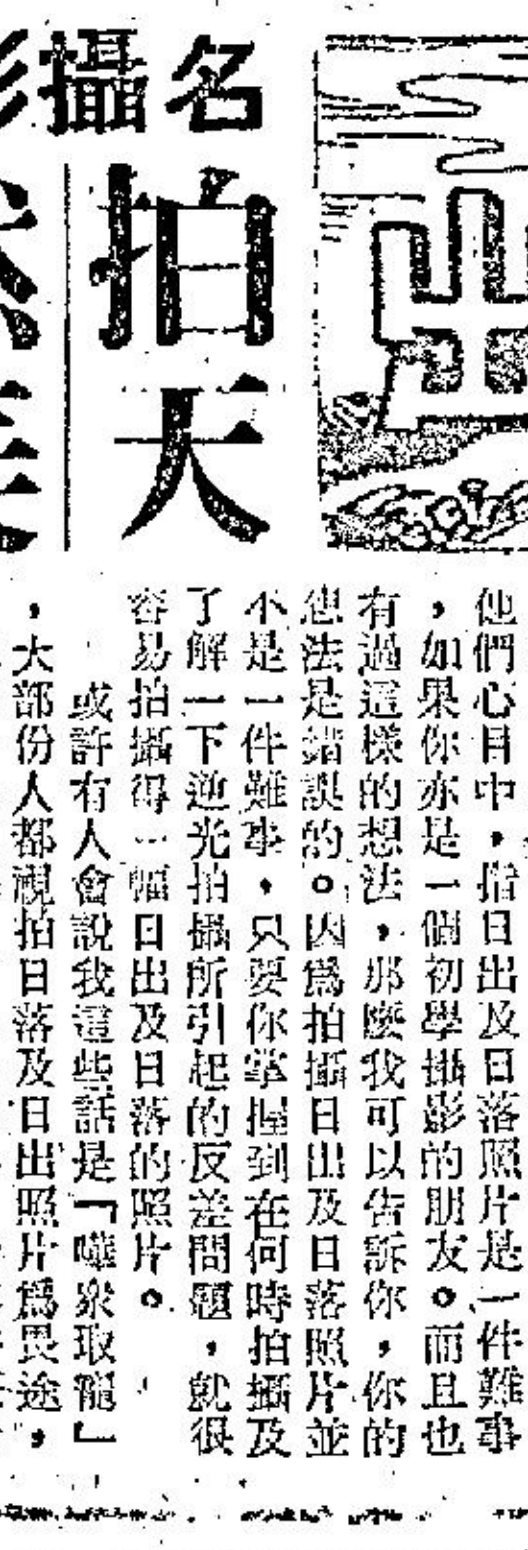 名攝影
出
拍天
他們心目中，指日出及日落照片是一件難事
，如果你亦是一個初學攝影的朋友。而且也
有過這樣的想法，那麼我可以告訴你，你的
想法是錯誤的。因爲拍攝日出及日落照片並
不是一件難事，只要你掌握到在何時拍攝及
了解一下逆光拍攝所引起的反差問題，就很
容易拍攝得一幅日出及日落的照片。
或許有人會說我這些話是『嘩衆取寵』
，大部份人都視拍日落及日出照片爲畏途，